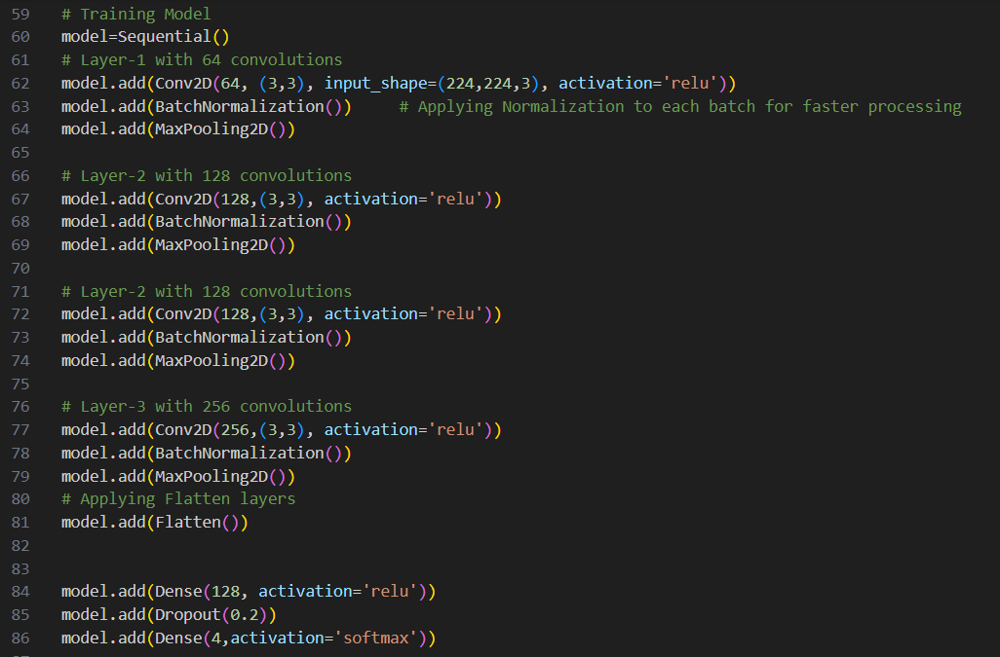 59 # Training Model
60 model=Sequential()
61 # Layer-1 with 64 convolutions
62 model.add(Conv2D(64, (3,3), input_shape=(224,224,3), activation='relu'))
63 model.add(BatchNormalization())     # Applying Normalization to each batch for faster processing
64 model.add(MaxPooling2D())
65
66 # Layer-2 with 128 convolutions
67 model.add(Conv2D(128,(3,3), activation='relu'))
68 model.add(BatchNormalization())
69 model.add(MaxPooling2D())
70
71 # Layer-2 with 128 convolutions
72 model.add(Conv2D(128,(3,3), activation='relu'))
73 model.add(BatchNormalization())
74 model.add(MaxPooling2D())
75
76 # Layer-3 with 256 convolutions
77 model.add(Conv2D(256,(3,3), activation='relu'))
78 model.add(BatchNormalization())
79 model.add(MaxPooling2D())
80 # Applying Flatten layers
81 model.add(Flatten())
82
83
84 model.add(Dense(128, activation='relu'))
85 model.add(Dropout(0.2))
86 model.add(Dense(4,activation='softmax'))